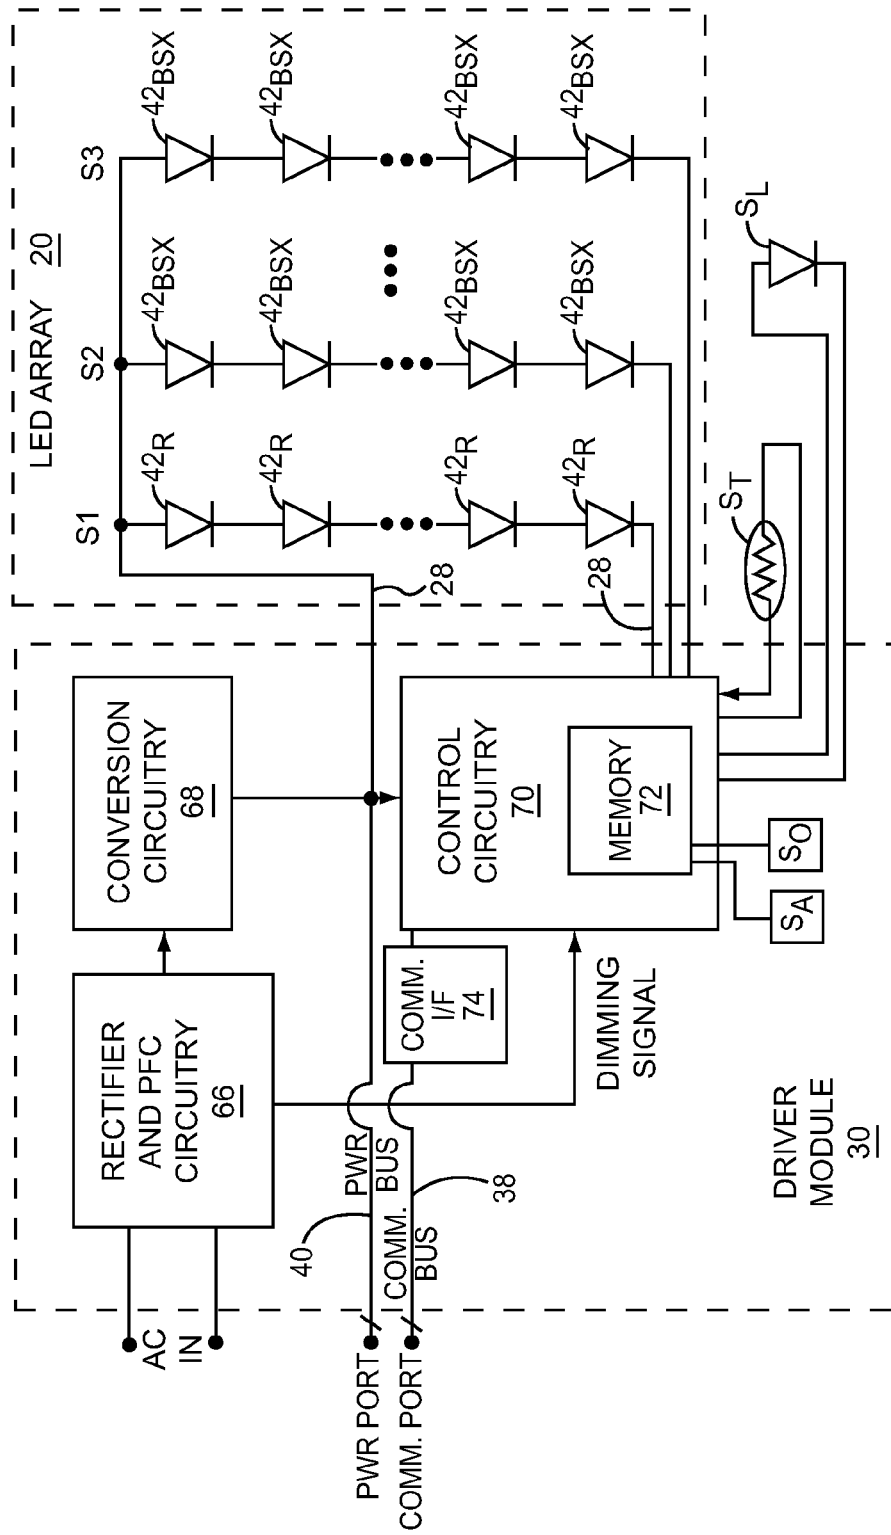 LED ARRAY 20
S1
S2
S3
42R
42R
42R
42R
42BSX
42BSX
42BSX
42BSX
42BSX
42BSX
42BSX
42BSX
28
28
ST
SL
CONVERSION
CIRCUITRY
68
CONTROL
CIRCUITRY
70
MEMORY
72
SO
SA
RECTIFIER
AND PFC
CIRCUITRY
66
COMM.
I/F
74
DIMMING
SIGNAL
PWR
BUS
40
COMM.
BUS
38
AC
IN
PWR PORT
COMM. PORT
DRIVER
MODULE
30